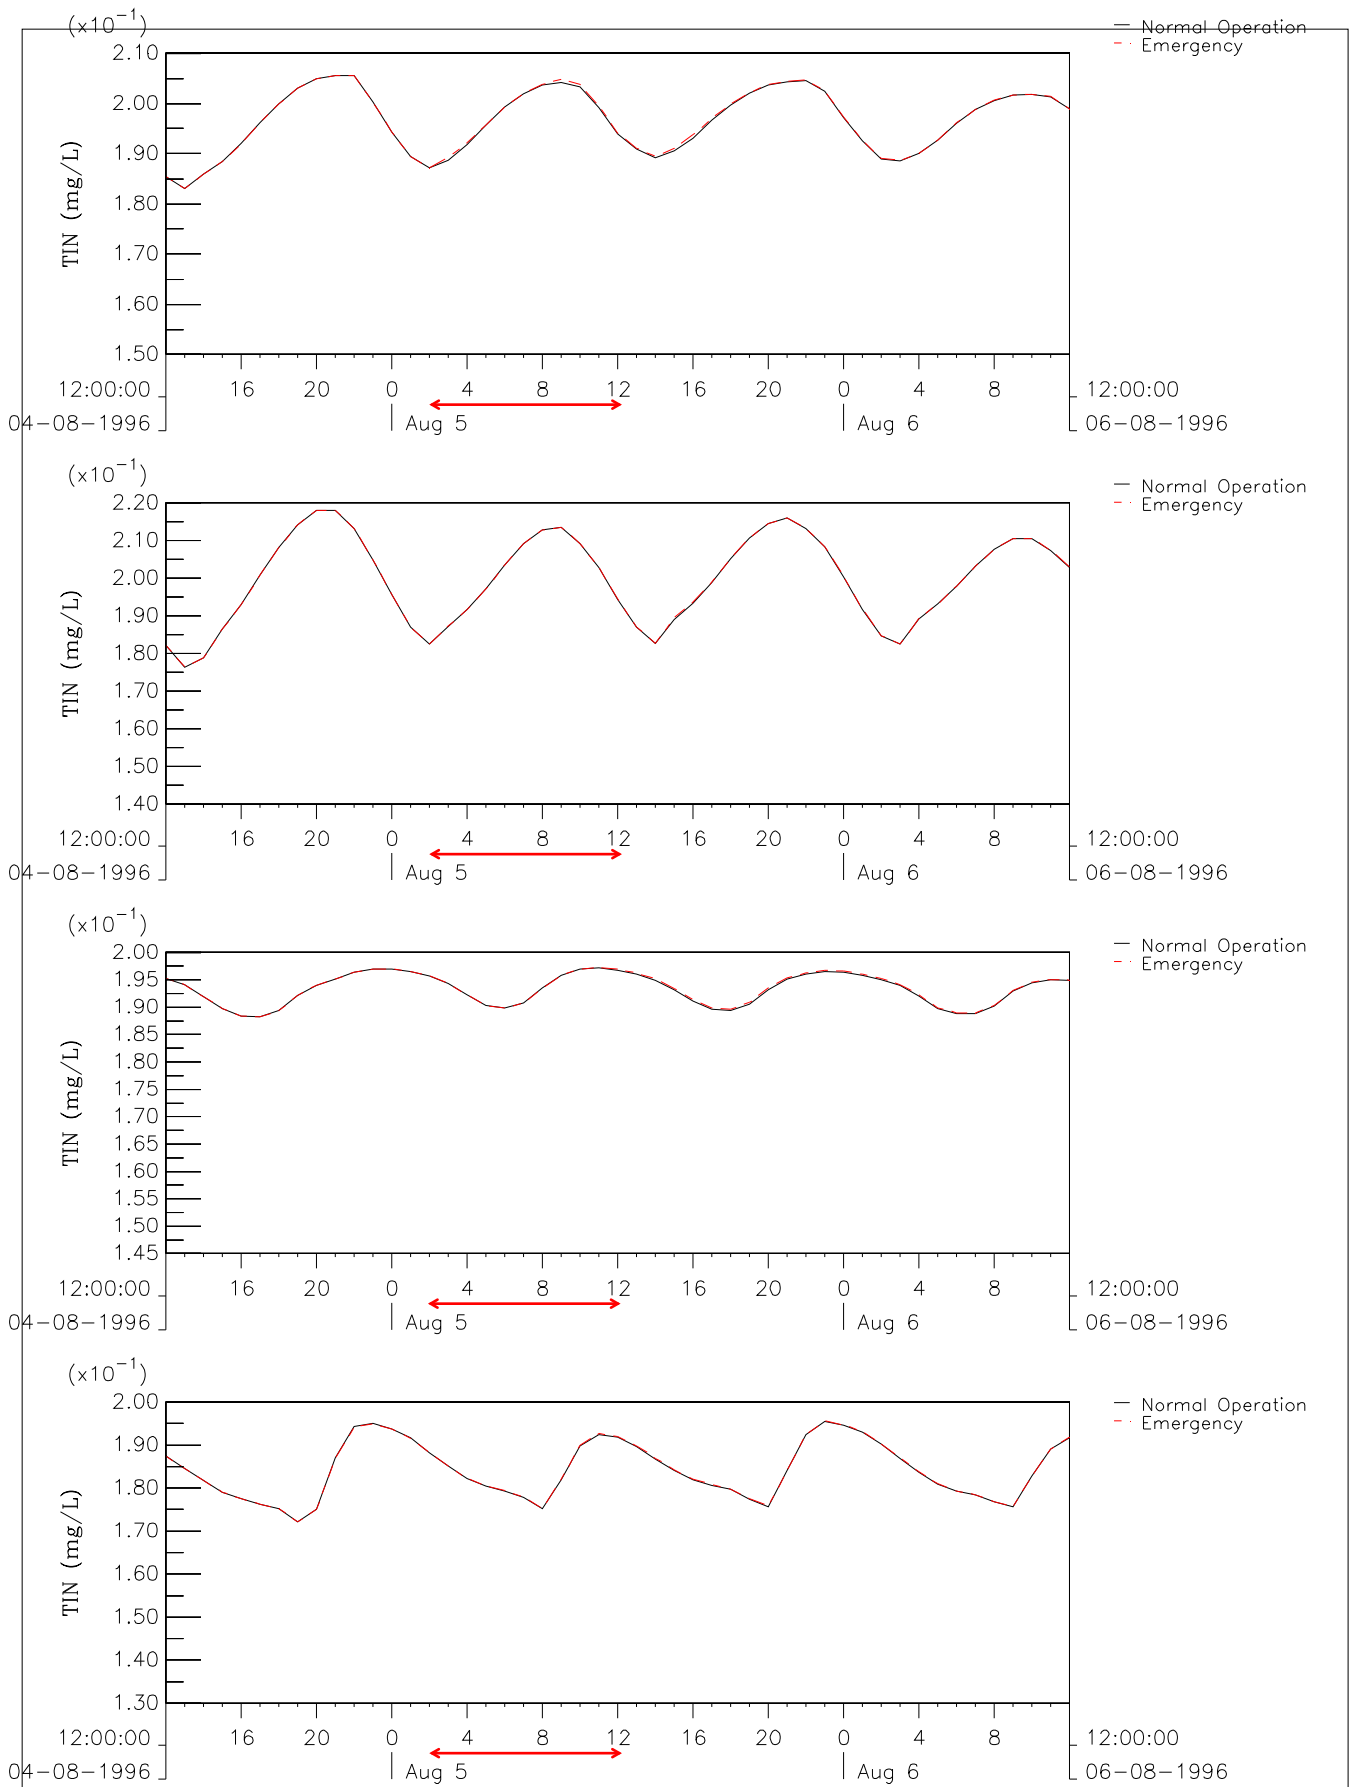 (x10⁻¹)
— Normal Operation
- · Emergency
2.10
2.00
1.90
1.80
1.70
1.60
1.50
TIN (mg/L)
16 20 0 4 8 12 16 20 0 4 8
12:00:00 12:00:00
04-08-1996 Aug 5 Aug 6 06-08-1996
(x10⁻¹)
— Normal Operation
- · Emergency
2.20
2.10
2.00
1.90
1.80
1.70
1.60
1.50
1.40
TIN (mg/L)
16 20 0 4 8 12 16 20 0 4 8
12:00:00 12:00:00
04-08-1996 Aug 5 Aug 6 06-08-1996
(x10⁻¹)
— Normal Operation
- · Emergency
2.00
1.95
1.90
1.85
1.80
1.75
1.70
1.65
1.60
1.55
1.50
1.45
TIN (mg/L)
16 20 0 4 8 12 16 20 0 4 8
12:00:00 12:00:00
04-08-1996 Aug 5 Aug 6 06-08-1996
(x10⁻¹)
— Normal Operation
- · Emergency
2.00
1.90
1.80
1.70
1.60
1.50
1.40
1.30
TIN (mg/L)
16 20 0 4 8 12 16 20 0 4 8
12:00:00 12:00:00
04-08-1996 Aug 5 Aug 6 06-08-1996